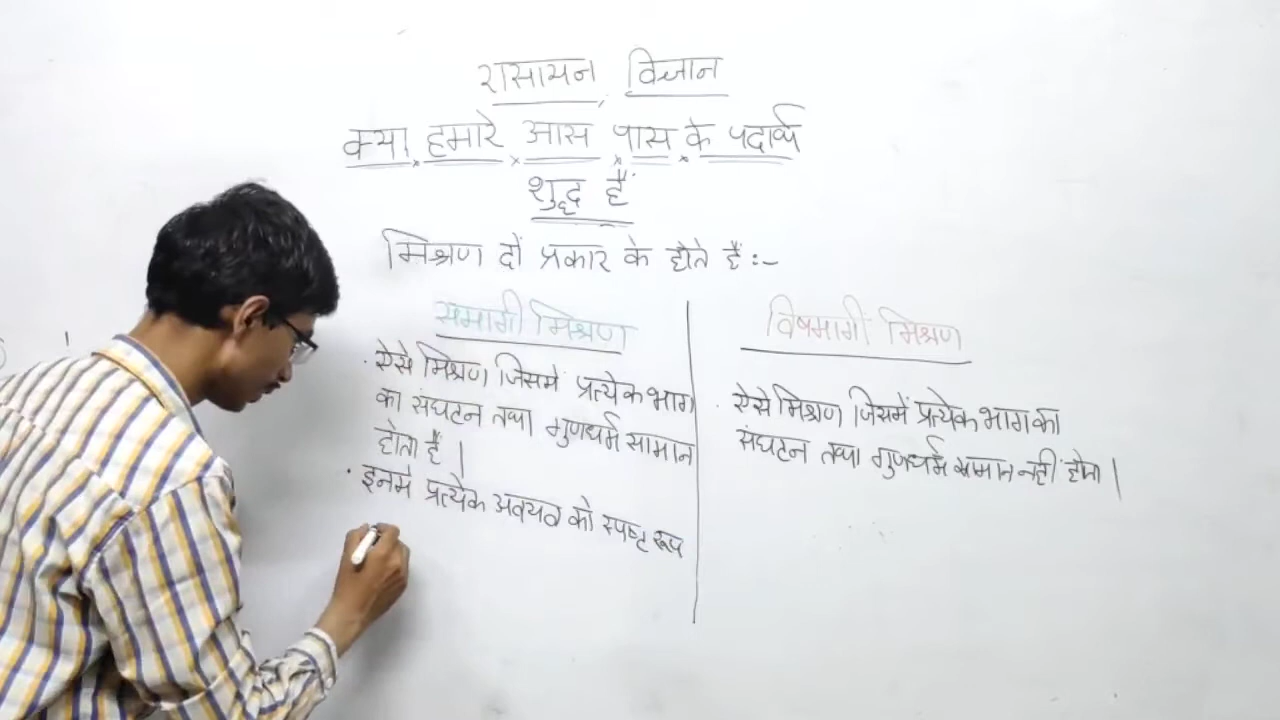 रासायन विज्ञान
क्या हमारे आस पास के पदार्थ
शुद्ध हैं
मिश्रण दो प्रकार के होते हैं :-
समागी मिश्रण
ऐसे मिश्रण जिसमें प्रत्येक भाग
का संघटन तथा गुणधर्म सामान
होता है |
इनमे प्रत्येक अवयव को स्पष्ट रूप
विषमागी मिश्रण
ऐसे मिश्रण जिसमें प्रत्येक भाग का
संघटन तथा गुणधर्म समान नहीं होता |